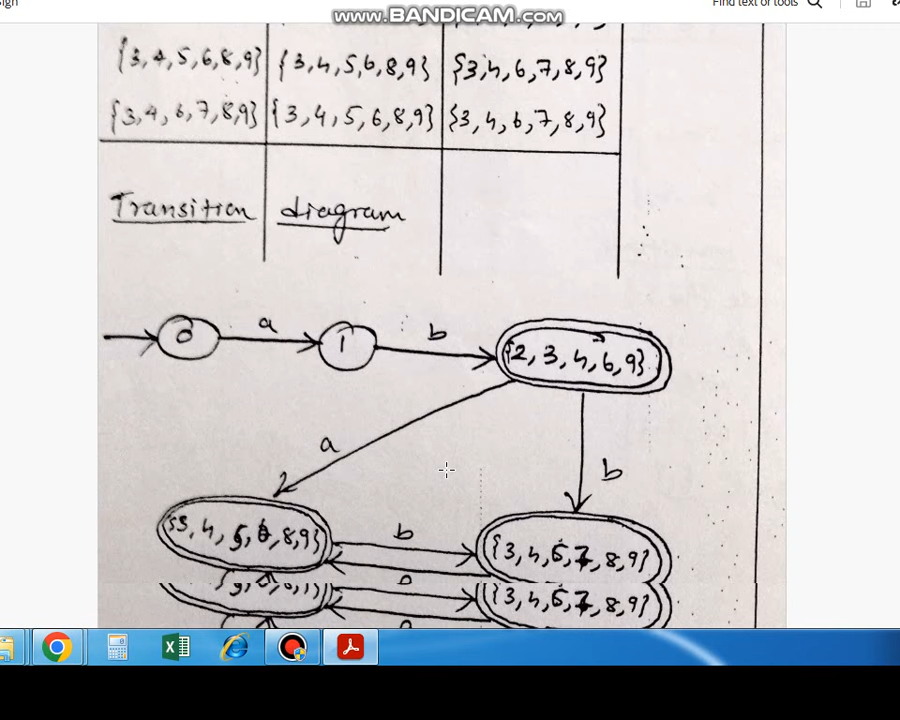 ign
www.BANDICAM.com
Find text or tools
{3,4,5,6,8,9} {3,4,5,6,8,9} {3,4,6,7,8,9}
{3,4,6,7,8,9} {3,4,5,6,8,9} {3,4,6,7,8,9}
Transition diagram
0 a 1 b {2,3,4,6,9}
a b
{3,4,5,6,8,9} b {3,4,6,7,8,9}
a
{3,4,6,7,8,9}